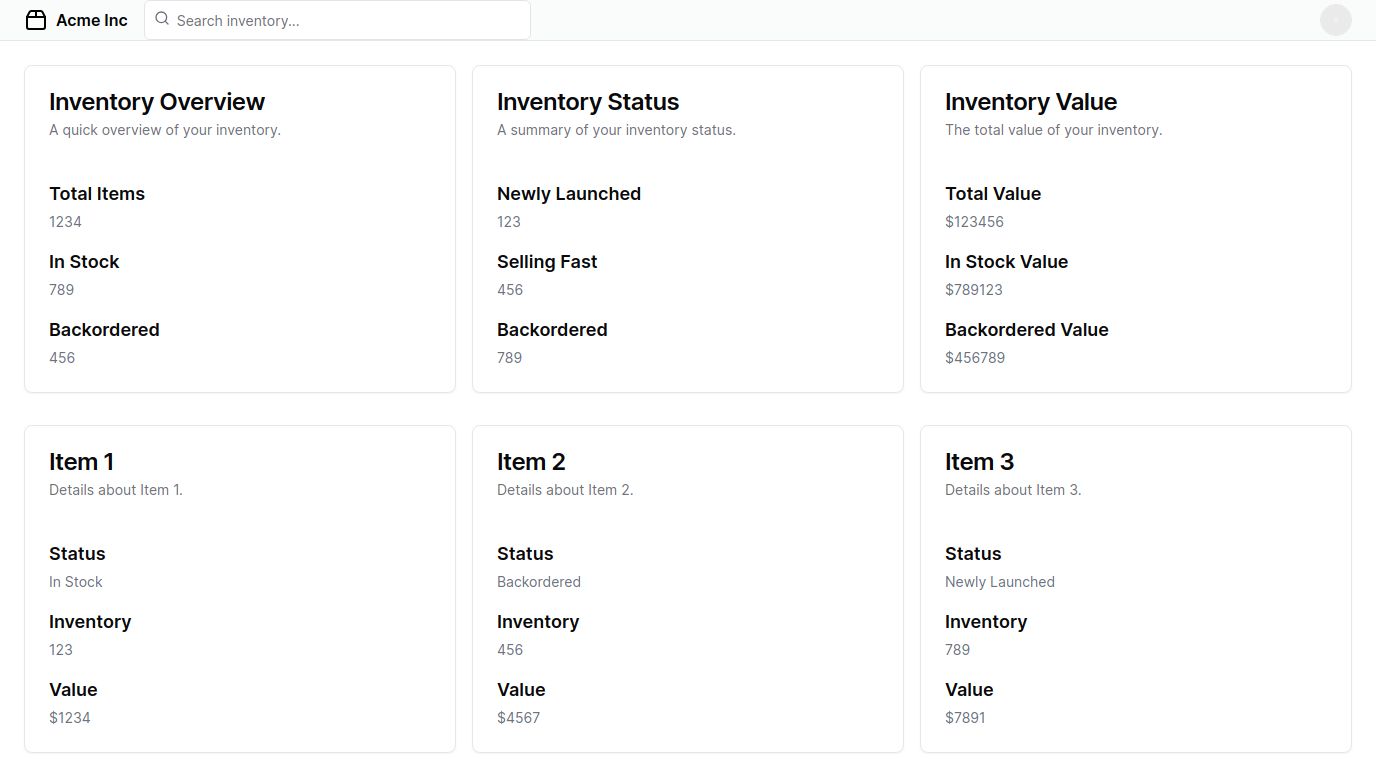 Acme Inc
Search inventory...
Inventory Overview
A quick overview of your inventory.
Total Items
1234
In Stock
789
Backordered
456
Inventory Status
A summary of your inventory status.
Newly Launched
123
Selling Fast
456
Backordered
789
Inventory Value
The total value of your inventory.
Total Value
$123456
In Stock Value
$789123
Backordered Value
$456789
Item 1
Details about Item 1.
Status
In Stock
Inventory
123
Value
$1234
Item 2
Details about Item 2.
Status
Backordered
Inventory
456
Value
$4567
Item 3
Details about Item 3.
Status
Newly Launched
Inventory
789
Value
$7891